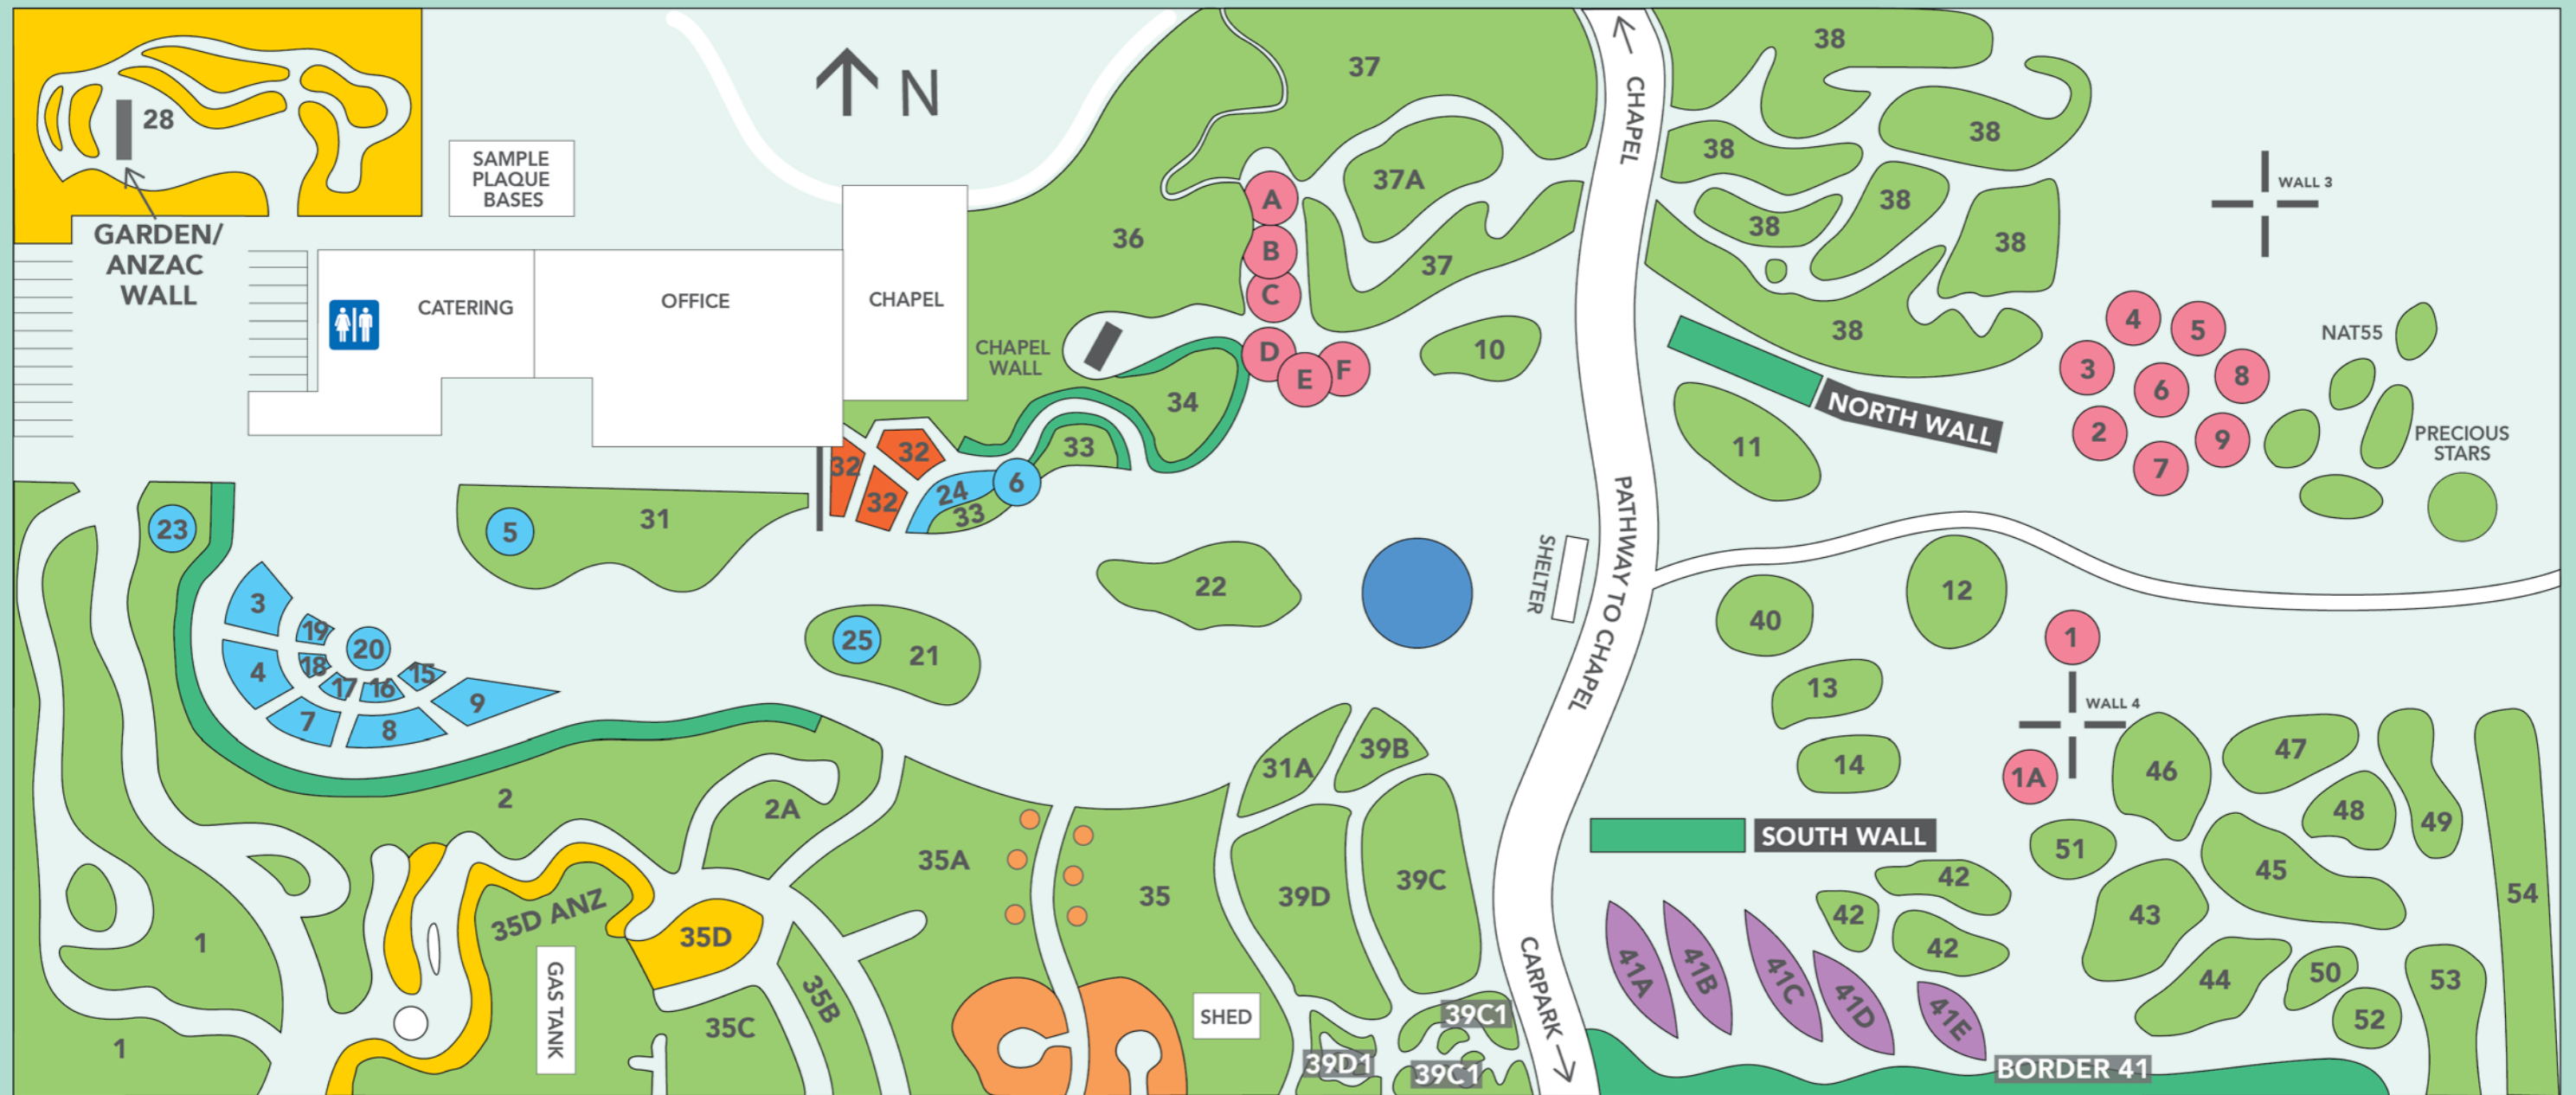 28
GARDEN/
ANZAC
WALL
SAMPLE
PLAQUE
BASES
N
CATERING
OFFICE
CHAPEL
CHAPEL
WALL
36
37
37A
37
A
B
C
D
E
F
10
34
33
32
32
32
24
33
6
CHAPEL
PATHWAY TO CHAPEL
CARPARK
SHELTER
38
38
38
38
38
38
38
WALL 3
NORTH WALL
11
4
5
3
6
8
2
9
7
NAT55
PRECIOUS
STARS
23
5
31
22
25
21
3
19
20
4
18
17
16
15
9
7
8
2
2A
1
1
35D ANZ
35D
GAS TANK
35C
35B
35A
35
SHED
31A
39B
39D
39C
39C1
39D1
39C1
40
12
13
14
1
WALL 4
1A
SOUTH WALL
46
47
48
49
51
45
54
42
42
42
43
44
50
52
53
41A
41B
41C
41D
41E
BORDER 41